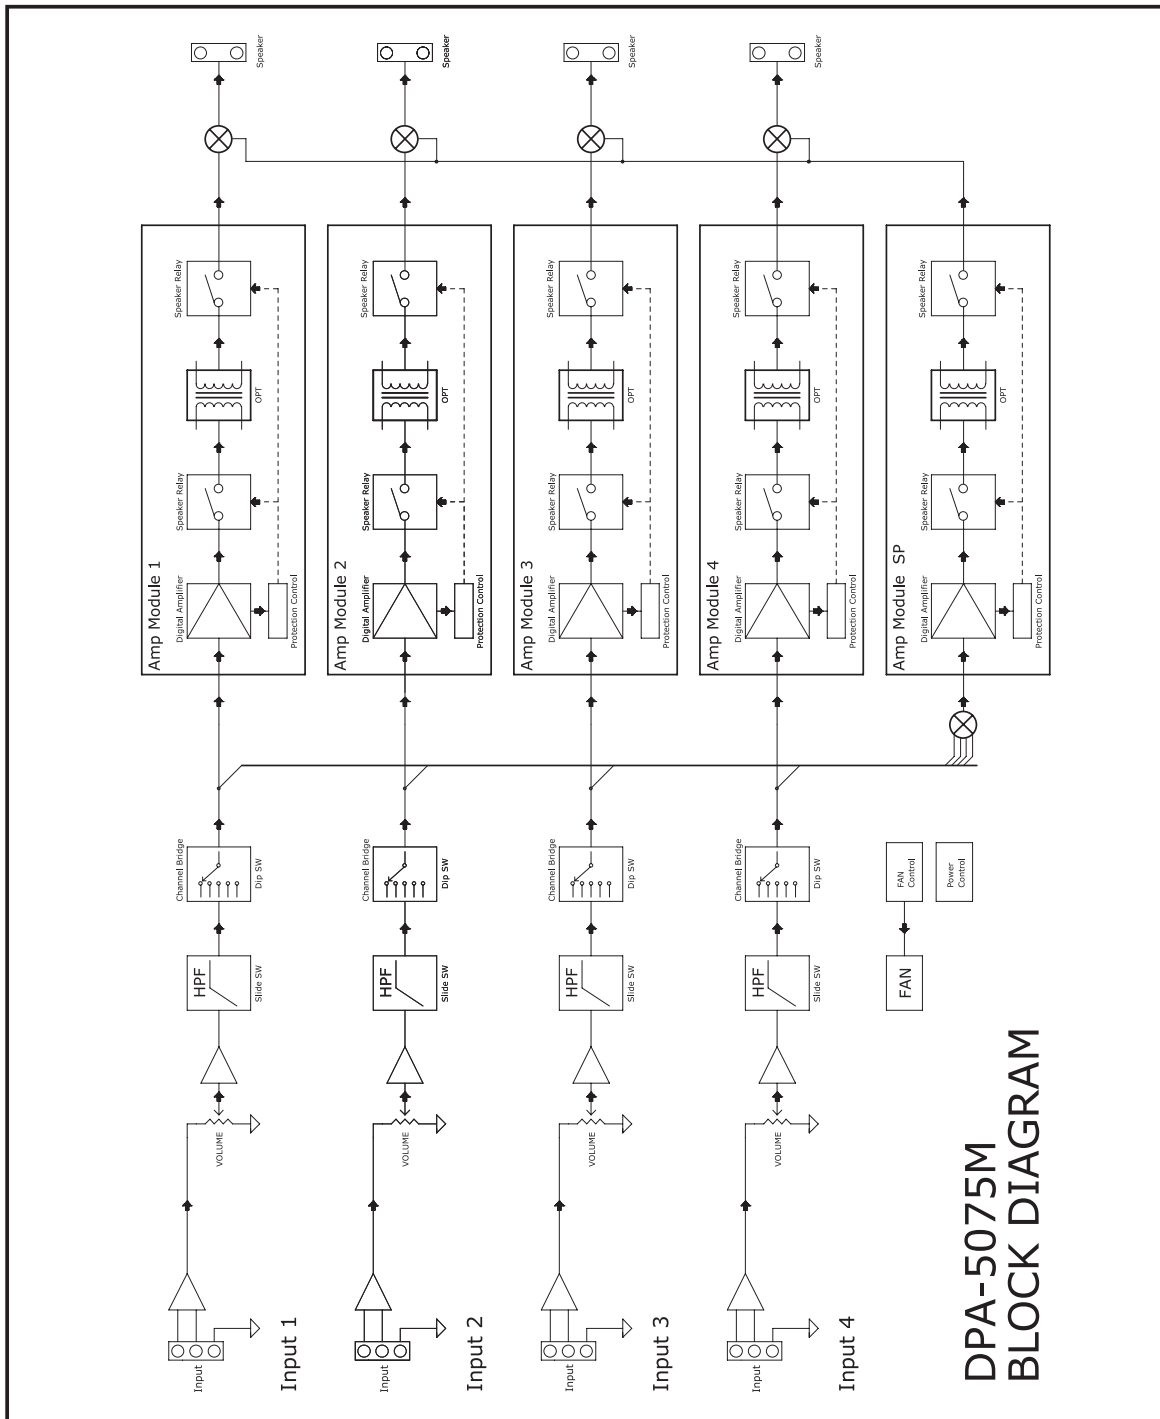 Input
Input 1
VOLUME
HPF
Slide SW
Channel Bridge
Dip SW
Amp Module 1
Digital Amplifier
Protection Control
Speaker Relay
OPT
Speaker Relay
Speaker
Input
Input 2
VOLUME
HPF
Slide SW
Channel Bridge
Dip SW
Amp Module 2
Digital Amplifier
Protection Control
Speaker Relay
OPT
Speaker Relay
Speaker
Input
Input 3
VOLUME
HPF
Slide SW
Channel Bridge
Dip SW
Amp Module 3
Digital Amplifier
Protection Control
Speaker Relay
OPT
Speaker Relay
Speaker
Input
Input 4
VOLUME
HPF
Slide SW
Channel Bridge
Dip SW
Amp Module 4
Digital Amplifier
Protection Control
Speaker Relay
OPT
Speaker Relay
Speaker
FAN
FAN
Control
Power
Control
Amp Module SP
Digital Amplifier
Protection Control
Speaker Relay
OPT
Speaker Relay
DPA-5075M
BLOCK DIAGRAM